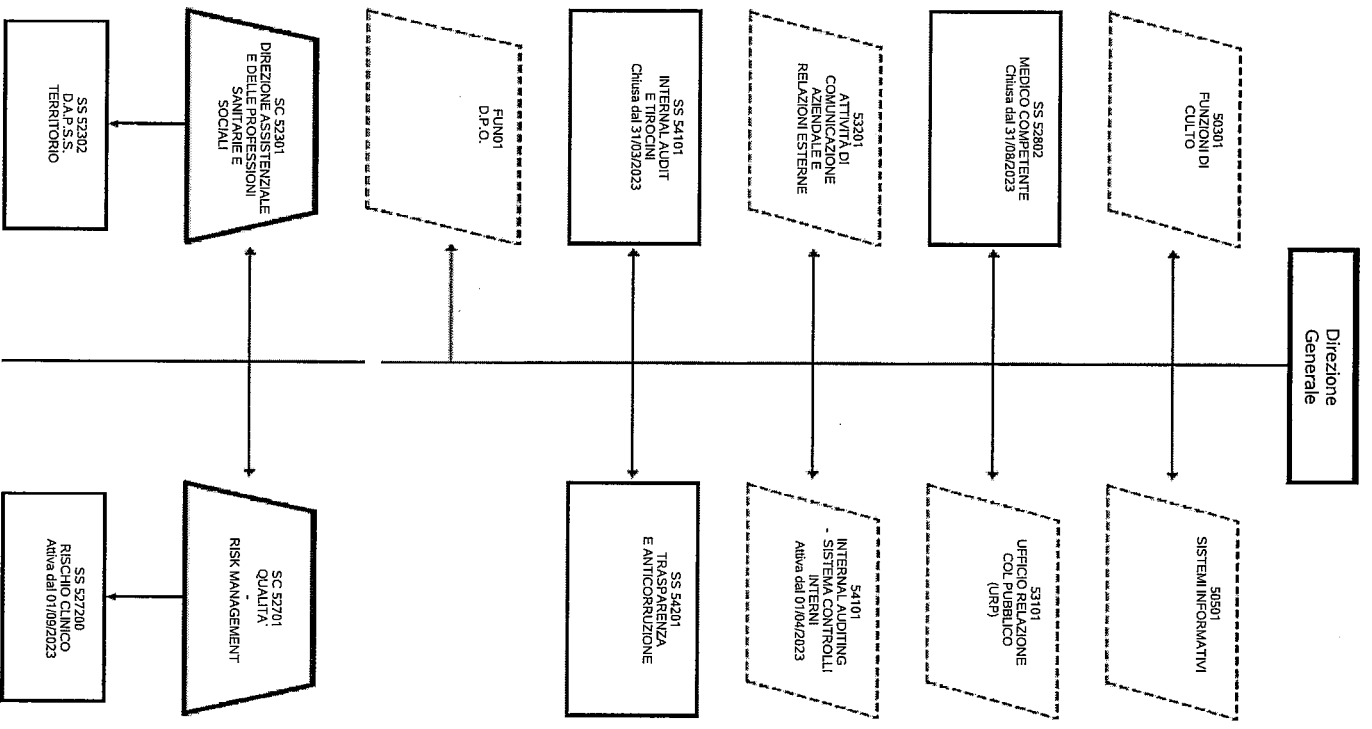 Direzione
Generale
50301
FUNZIONI DI
CULTO
50501
SISTEMI INFORMATIVI
SS 52802
MEDICO COMPETENTE
Chiusa dal 31/08/2023
53101
UFFICIO RELAZIONE
COL PUBBLICO
(URP)
53201
ATTIVITÀ DI
COMUNICAZIONE
AZIENDALE E
RELAZIONI ESTERNE
54101
INTERNAL AUDITING
- SISTEMA CONTROLLI
INTERNI
Attiva dal 01/04/2023
SS 54101
INTERNAL AUDIT
E TIROCINI
Chiusa dal 31/03/2023
SS 54201
TRASPARENZA
E ANTICORRUZIONE
FUN01
D.P.O.
SC 52301
DIREZIONE ASSISTENZIALE
E DELLE PROFESSIONI
SANITARIE E
SOCIALI
SC 52701
QUALITA'
-
RISK MANAGEMENT
SS 52302
D.A.P.S.S.
TERRITORIO
SS 527200
RISCHIO CLINICO
Attiva dal 01/09/2023